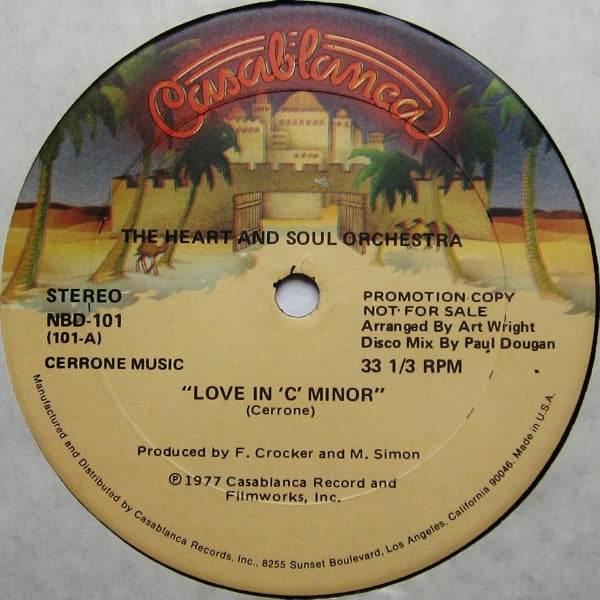 Casablanca
THE HEART AND SOUL ORCHESTRA
STEREO
NBD-101
(101-A)
CERRONE MUSIC
PROMOTION COPY
NOT FOR SALE
Arranged By Art Wright
Disco Mix By Paul Dougan
33 1/3 RPM
"LOVE IN 'C' MINOR"
(Cerrone)
Produced by F. Crocker and M. Simon
℗ 1977 Casablanca Record and
Filmworks, Inc.
Manufactured and Distributed by Casablanca Records, Inc., 8255 Sunset Boulevard, Los Angeles, California 90046. Made in U.S.A.